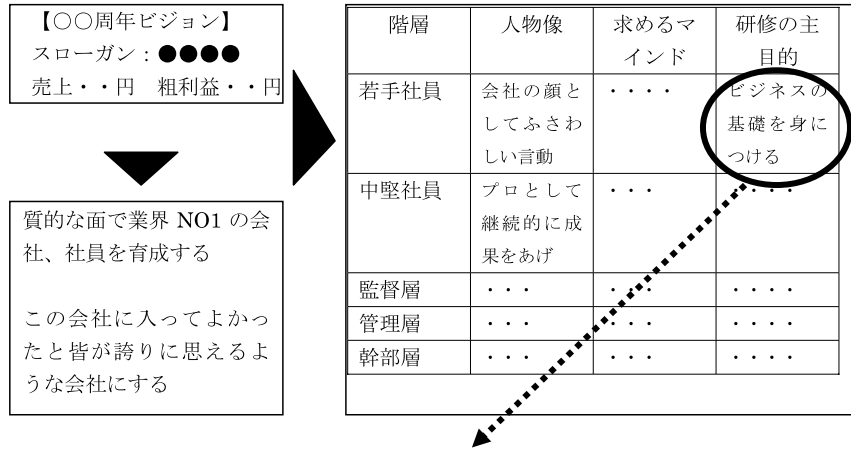 【○○周年ビジョン】
スローガン：●●●●
売上・・円　粗利益・・円
質的な面で業界 NO1 の会
社、社員を育成する
この会社に入ってよかっ
たと皆が誇りに思えるよ
うな会社にする
階層　人物像　求めるマ　研修の主
インド　目的
若手社員　会社の顔と　・・・・　ビジネスの
してふさわ　基礎を身に
しい言動　つける
中堅社員　プロとして　・・・　・・・・
継続的に成
果をあげ
監督層　・・・　・・・　・・・・
管理層　・・・　・・・　・・・・
幹部層　・・・　・・・　・・・・